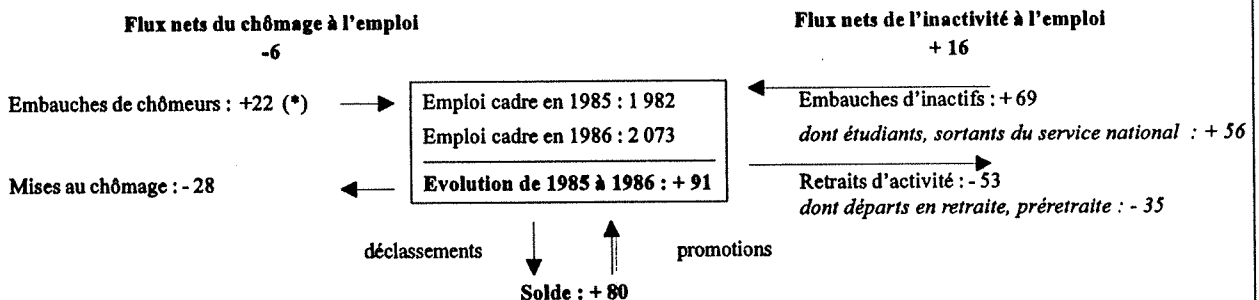 Flux nets du chômage à l'emploi
-6
Flux nets de l'inactivité à l'emploi
+ 16
Embauches de chômeurs : +22 (*)
Mises au chômage : - 28
Emploi cadre en 1985 : 1 982
Emploi cadre en 1986 : 2 073
Evolution de 1985 à 1986 : + 91
Embauches d'inactifs : + 69
dont étudiants, sortants du service national : + 56
Retraits d'activité : - 53
dont départs en retraite, préretraite : - 35
déclassements
promotions
Solde : + 80